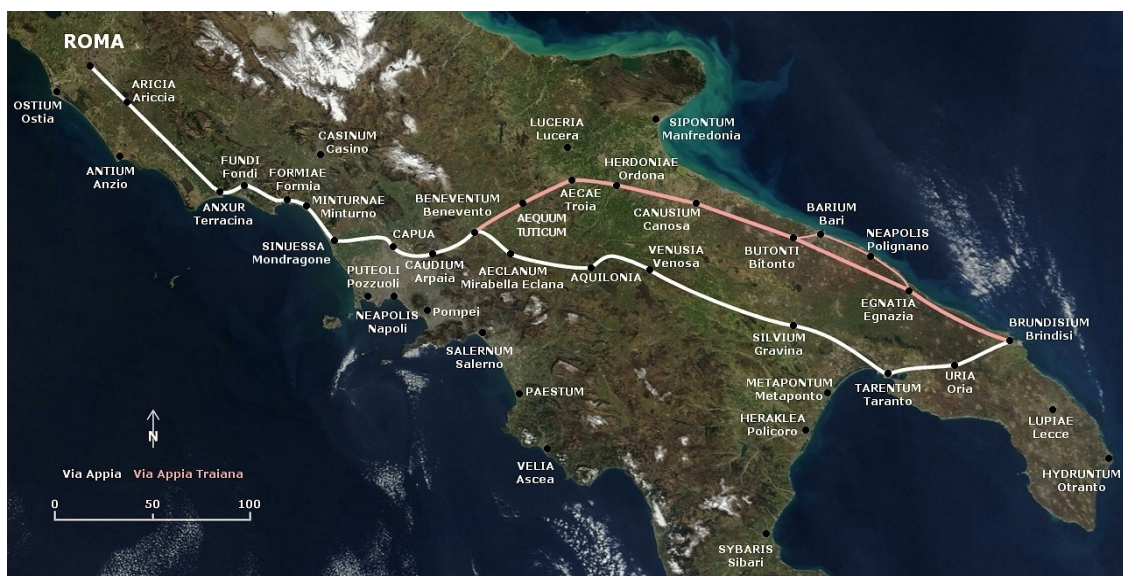 ROMA
ARICIA
Ariccia
OSTIUM
Ostia
ANTIUM
Anzio
CASINUM
Casino
FUNDI
Fondi
FORMIAE
Formia
ANXUR
Terracina
MINTURNAE
Minturno
SINUESSA
Mondragone
CAPUA
CAUDIUM
Arpaia
PUTEOLI
Pozzuoli
NEAPOLIS
Napoli
Pompei
SALERNUM
Salerno
PAESTUM
VELIA
Ascea
BENEVENTUM
Benevento
AEQUUM
TUTICUM
AECLANUM
Mirabella Eclana
LUCERIA
Lucera
SIPONTUM
Manfredonia
HERDONIAE
Ordona
AECAE
Troia
CANUSIUM
Canosa
AQUILONIA
VENUSIA
Venosa
BARIUM
Bari
NEAPOLIS
Polignano
BUTONTI
Bitonto
EGNATIA
Egnazia
BRUNDISIUM
Brindisi
SILVIUM
Gravina
TARENTUM
Taranto
URIA
Oria
METAPONTUM
Metaponto
HERAKLEA
Policoro
LUPIAE
Lecce
HYDRUNTUM
Otranto
SYBARIS
Sibari
N
Via Appia Via Appia Traiana
0 50 100